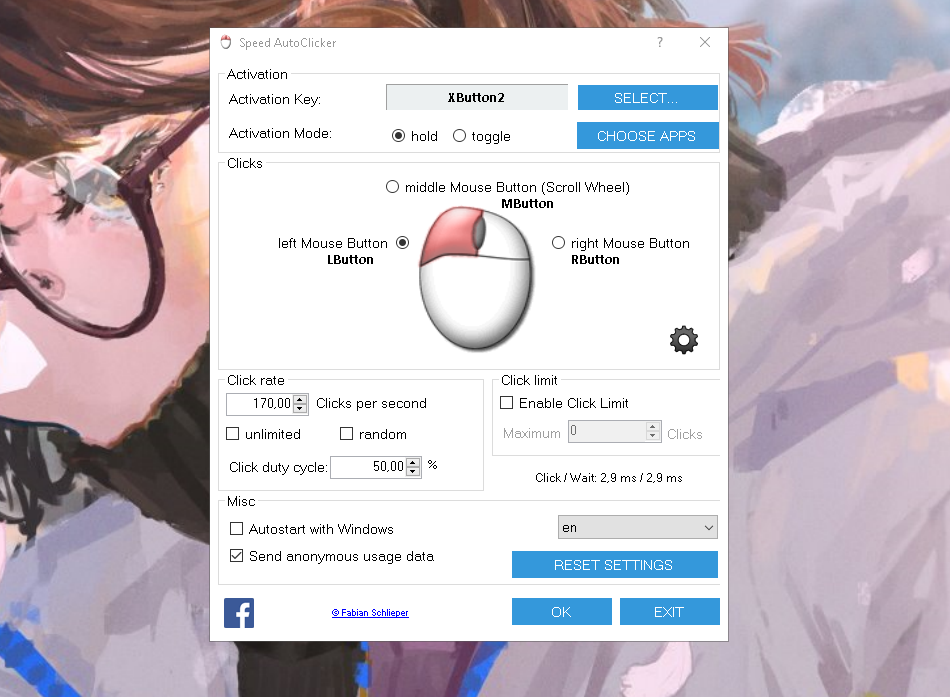 Speed AutoClicker
?
Activation
Activation Key: XButton2 SELECT...
Activation Mode: hold toggle CHOOSE APPS
Clicks
middle Mouse Button (Scroll Wheel)
MButton
left Mouse Button right Mouse Button
LButton RButton
Click rate Click limit
170,00 Clicks per second Enable Click Limit
unlimited random Maximum 0 Clicks
Click duty cycle: 50,00 %
Click / Wait: 2,9 ms / 2,9 ms
Misc
Autostart with Windows en
Send anonymous usage data
RESET SETTINGS
f © Fabian Schlieper OK EXIT